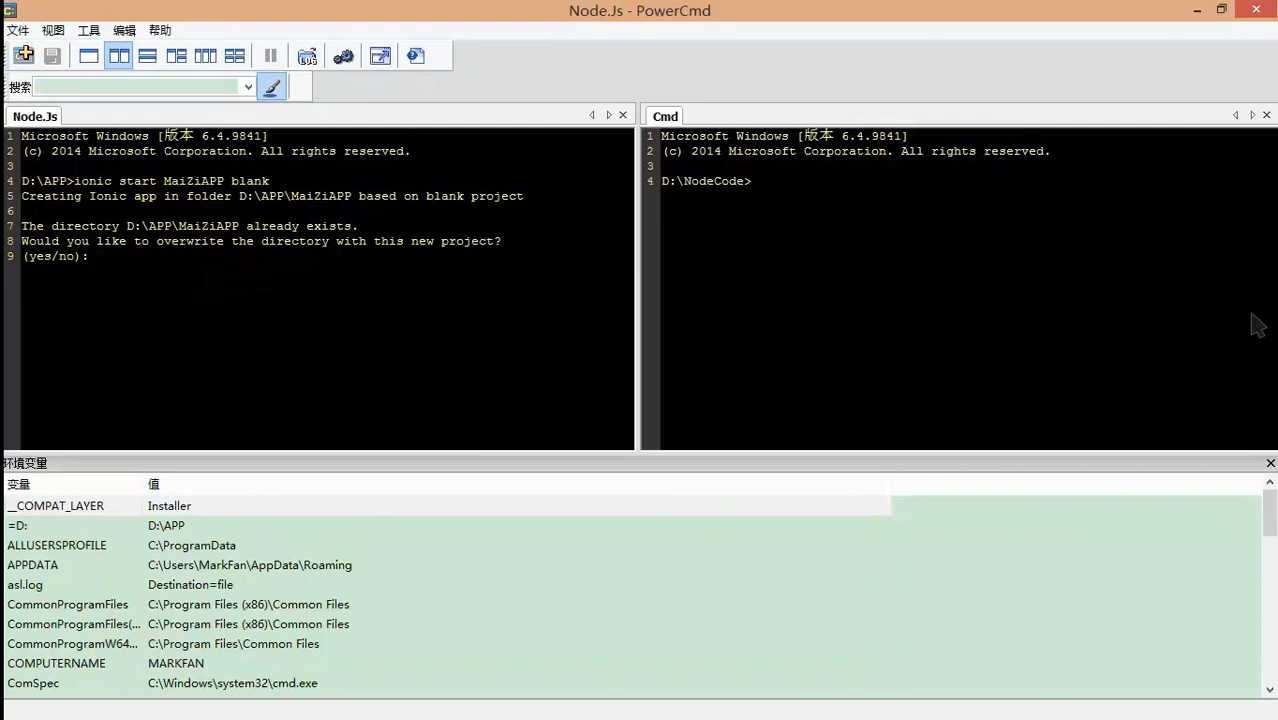 Node.Js - PowerCmd
文件 视图 工具 编辑 帮助
搜索
Node.Js
1 Microsoft Windows [版本 6.4.9841]
2 (c) 2014 Microsoft Corporation. All rights reserved.
3
4 D:\APP>ionic start MaiZiAPP blank
5 Creating Ionic app in folder D:\APP\MaiZiAPP based on blank project
6
7 The directory D:\APP\MaiZiAPP already exists.
8 Would you like to overwrite the directory with this new project?
9 (yes/no):
Cmd
1 Microsoft Windows [版本 6.4.9841]
2 (c) 2014 Microsoft Corporation. All rights reserved.
3
4 D:\NodeCode>
环境变量
变量 值
__COMPAT_LAYER Installer
=D: D:\APP
ALLUSERSPROFILE C:\ProgramData
APPDATA C:\Users\MarkFan\AppData\Roaming
asl.log Destination=file
CommonProgramFiles C:\Program Files (x86)\Common Files
CommonProgramFiles(... C:\Program Files (x86)\Common Files
CommonProgramW64... C:\Program Files\Common Files
COMPUTERNAME MARKFAN
ComSpec C:\Windows\system32\cmd.exe